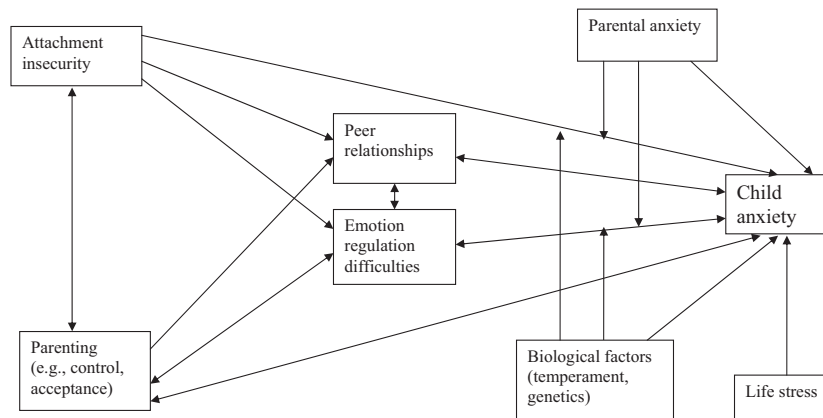 Attachment
insecurity
Parental anxiety
Peer
relationships
Child
anxiety
Emotion
regulation
difficulties
Parenting
(e.g., control,
acceptance)
Biological factors
(temperament,
genetics)
Life stress